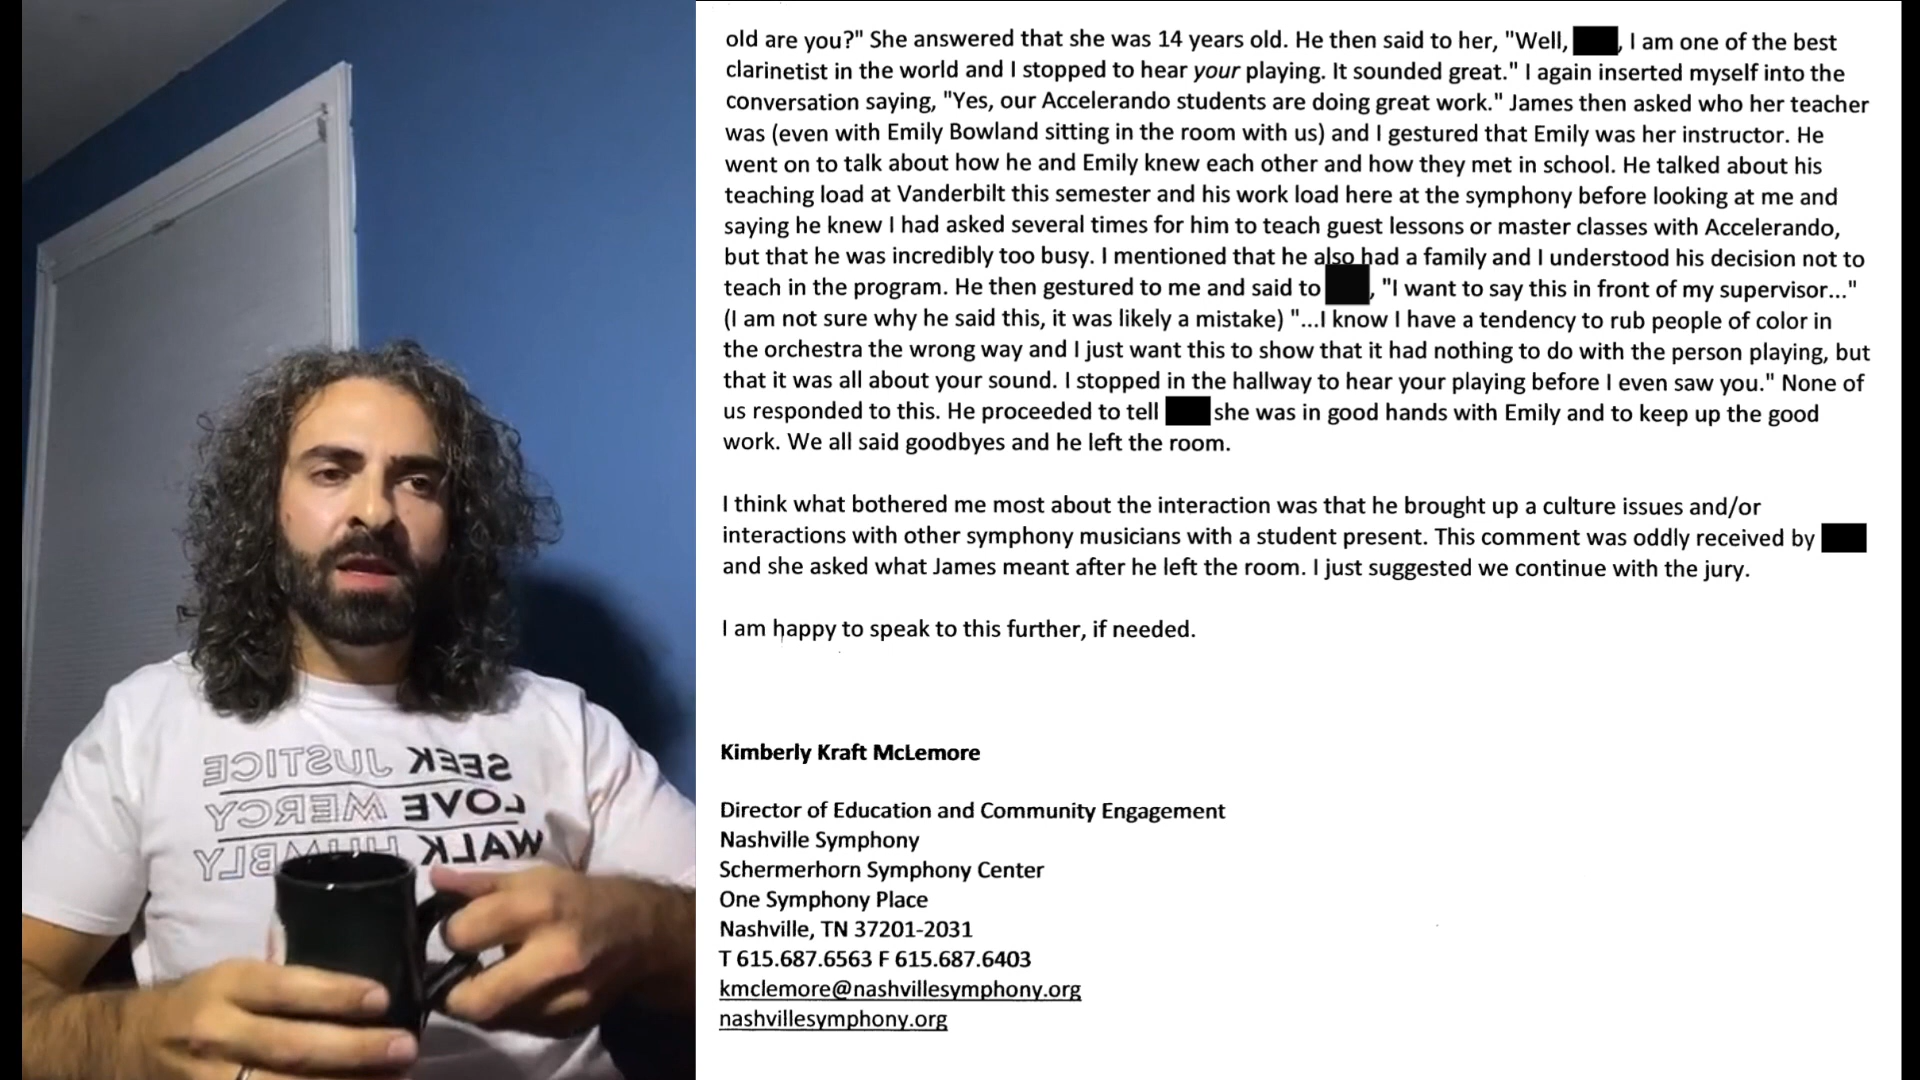 SEEK JUSTICE
LOVE MERCY
WALK HUMBLY
old are you?" She answered that she was 14 years old. He then said to her, "Well, , I am one of the best
clarinetist in the world and I stopped to hear your playing. It sounded great." I again inserted myself into the
conversation saying, "Yes, our Accelerando students are doing great work." James then asked who her teacher
was (even with Emily Bowland sitting in the room with us) and I gestured that Emily was her instructor. He
went on to talk about how he and Emily knew each other and how they met in school. He talked about his
teaching load at Vanderbilt this semester and his work load here at the symphony before looking at me and
saying he knew I had asked several times for him to teach guest lessons or master classes with Accelerando,
but that he was incredibly too busy. I mentioned that he also had a family and I understood his decision not to
teach in the program. He then gestured to me and said to , "I want to say this in front of my supervisor..."
(I am not sure why he said this, it was likely a mistake) "...I know I have a tendency to rub people of color in
the orchestra the wrong way and I just want this to show that it had nothing to do with the person playing, but
that it was all about your sound. I stopped in the hallway to hear your playing before I even saw you." None of
us responded to this. He proceeded to tell she was in good hands with Emily and to keep up the good
work. We all said goodbyes and he left the room.
I think what bothered me most about the interaction was that he brought up a culture issues and/or
interactions with other symphony musicians with a student present. This comment was oddly received by
and she asked what James meant after he left the room. I just suggested we continue with the jury.
I am happy to speak to this further, if needed.
Kimberly Kraft McLemore
Director of Education and Community Engagement
Nashville Symphony
Schermerhorn Symphony Center
One Symphony Place
Nashville, TN 37201-2031
T 615.687.6563 F 615.687.6403
kmclemore@nashvillesymphony.org
nashvillesymphony.org